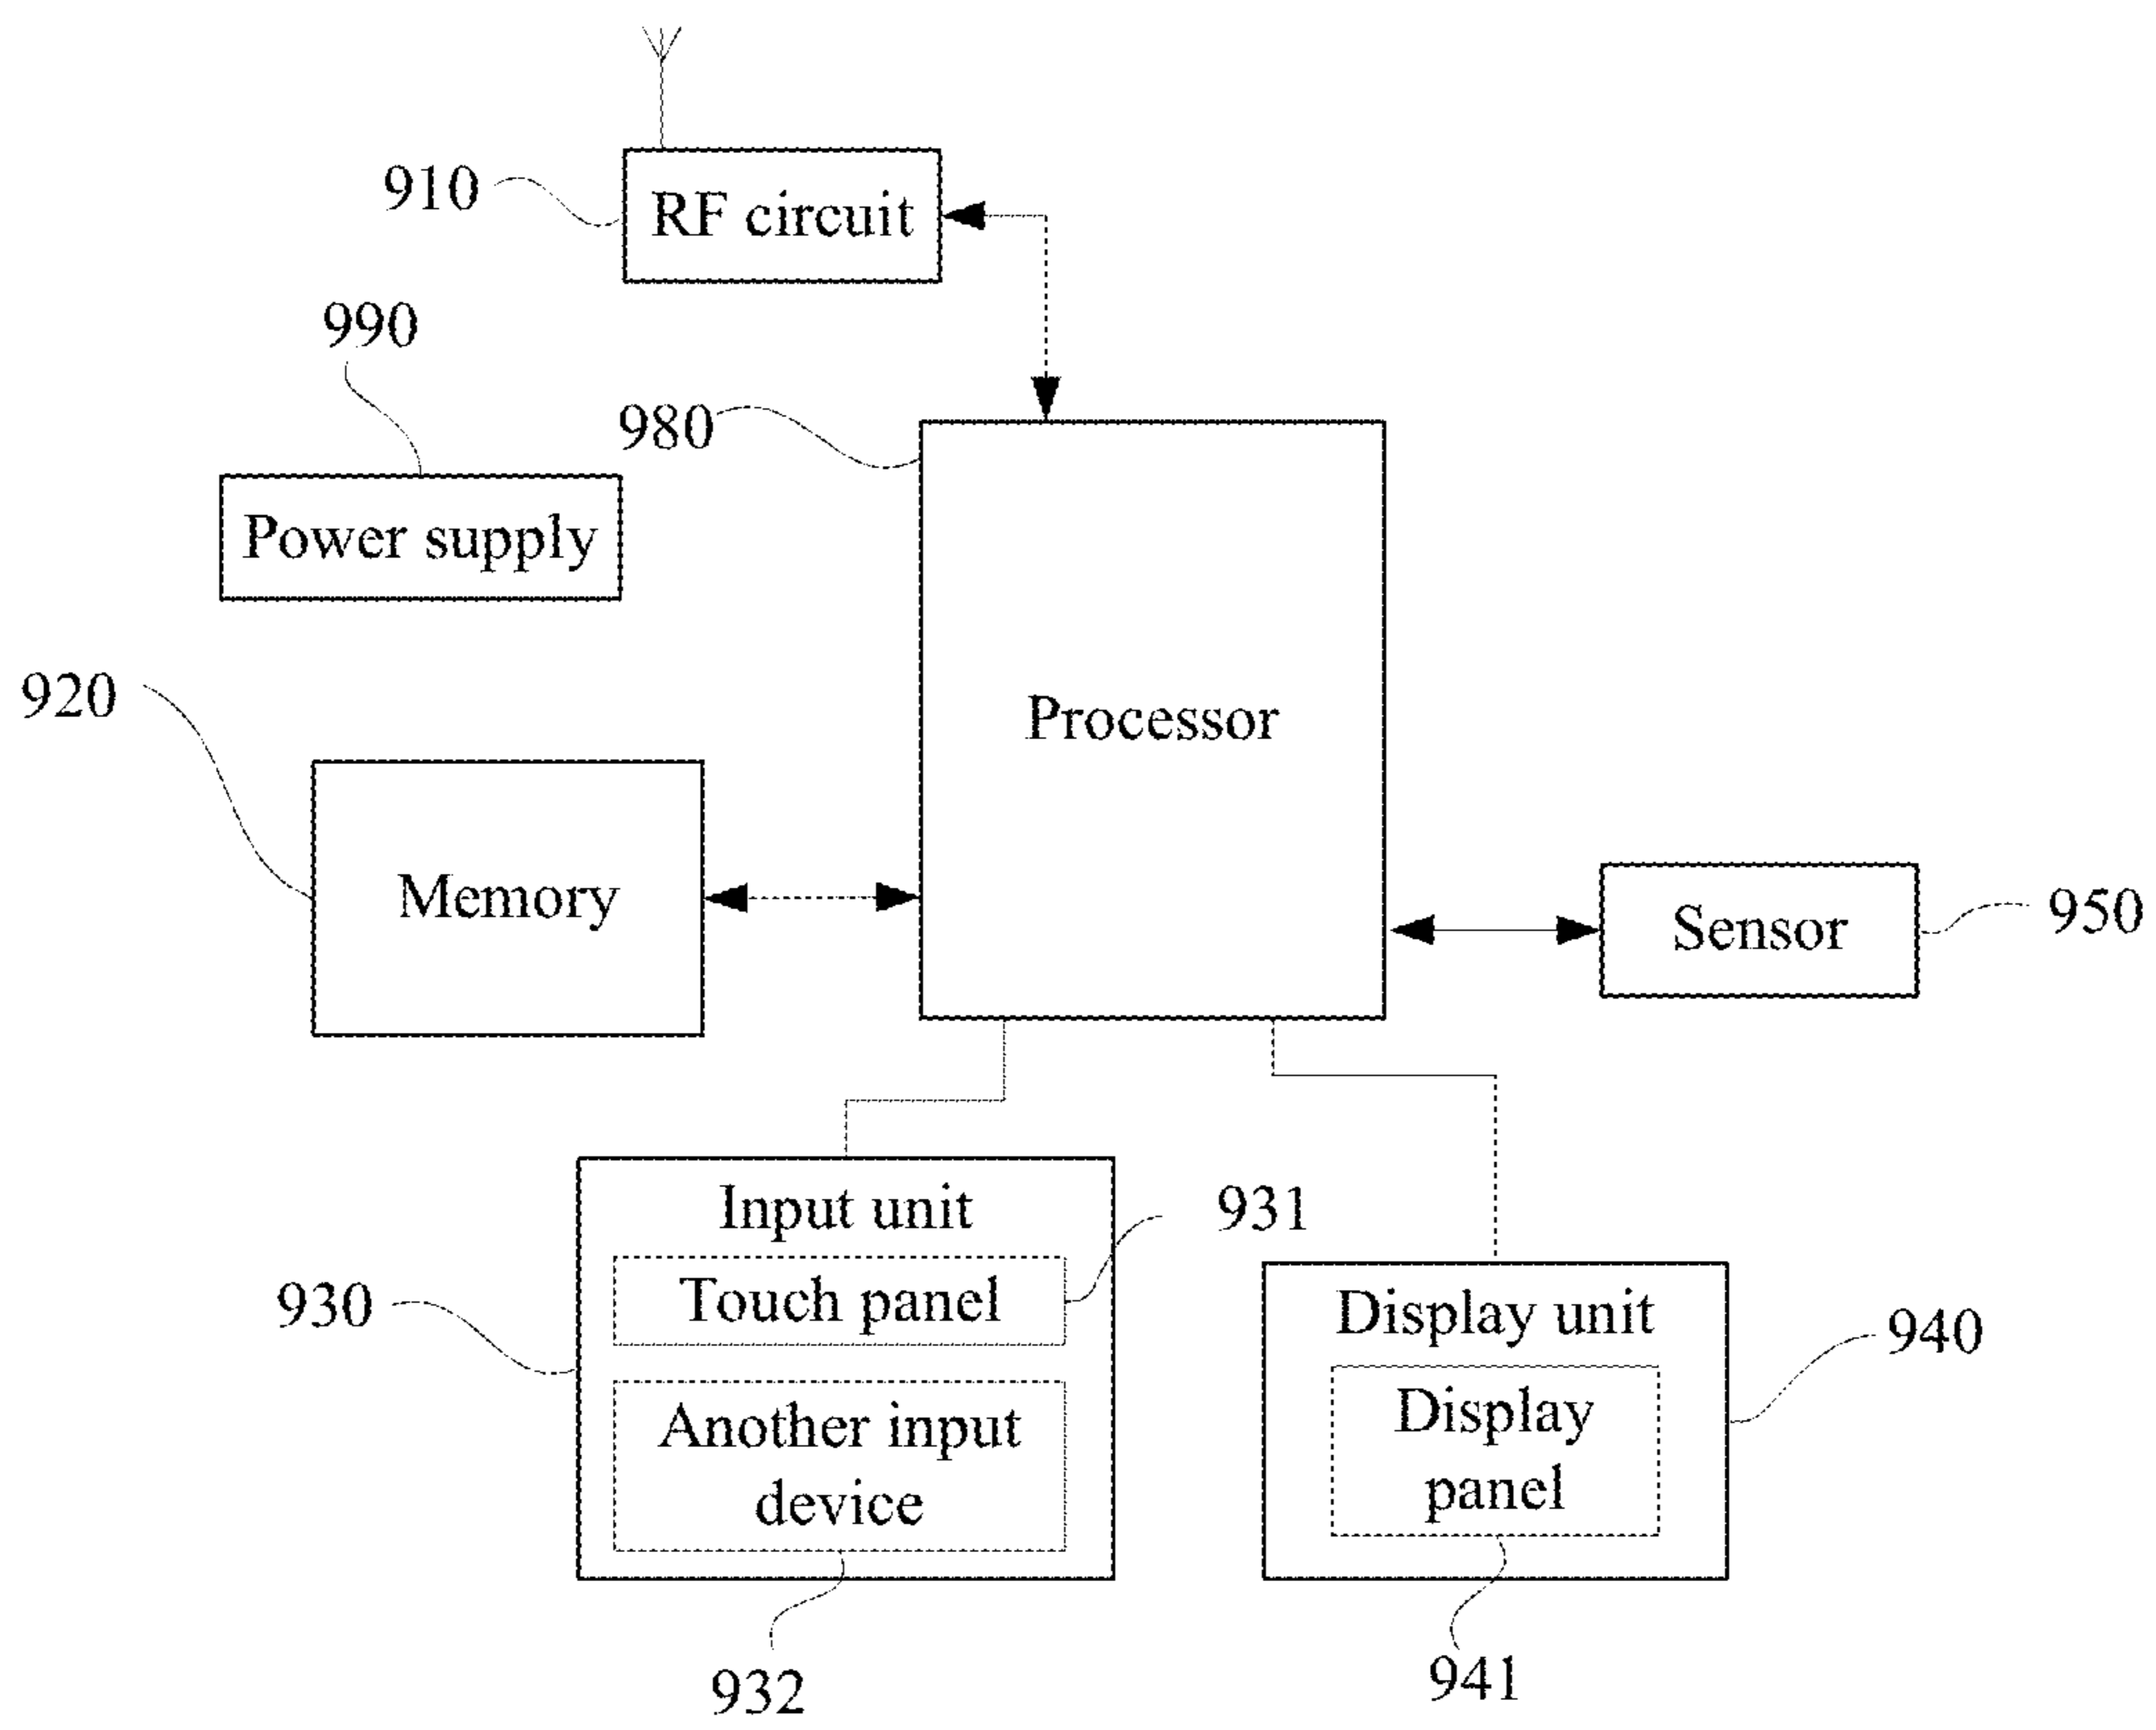 910
RF circuit
990
980
Power supply
920
Processor
Memory
Sensor
950
Input unit
931
Touch panel
930
Another input
device
932
Display unit
940
Display
panel
941